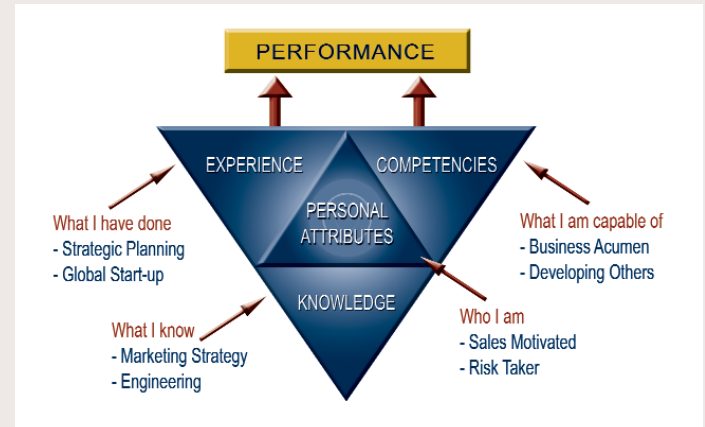 PERFORMANCE
EXPERIENCE
COMPETENCIES
PERSONAL
ATTRIBUTES
KNOWLEDGE
What I have done
- Strategic Planning
- Global Start-up
What I am capable of
- Business Acumen
- Developing Others
What I know
- Marketing Strategy
- Engineering
Who I am
- Sales Motivated
- Risk Taker